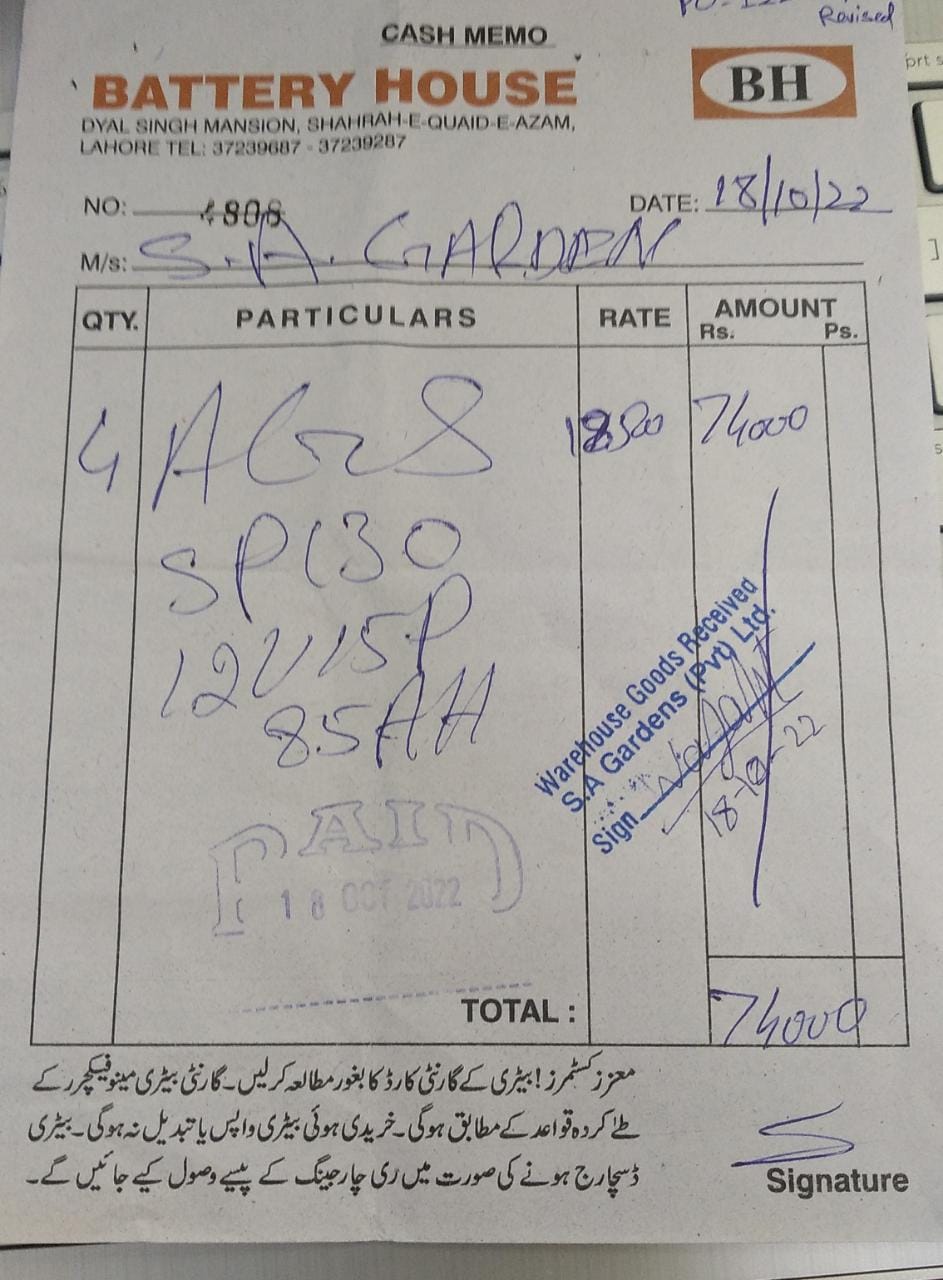 Revised
CASH MEMO
BATTERY HOUSE
BH
DYAL SINGH MANSION, SHAHRAH-E-QUAID-E-AZAM,
LAHORE TEL: 37239687 - 37239287
NO: 4808
DATE: 18/10/22
M/s: S.A. GARDEN
QTY. PARTICULARS RATE AMOUNT
Rs. Ps.
4 AGS 18500 74000
SP130
12V15P
85AH
Warehouse Goods Received
S.A Gardens (Pvt) Ltd.
Sign
18-10-22
PAID
18 OCT 2022
TOTAL : 74000
معزز کسٹمرز! بیٹری کے گارنٹی کارڈ کا بغور مطالعہ کرلیں۔ گارنٹی بیٹری مینوفیکچرر کے
طے کردہ قواعد کے مطابق ہوگی۔ خریدی ہوئی بیٹری واپس یا تبدیل نہ ہوگی۔ بیٹری
ڈسچارج ہونے کی صورت میں ری چارجنگ کے پیسے وصول کیے جائیں گے۔
Signature